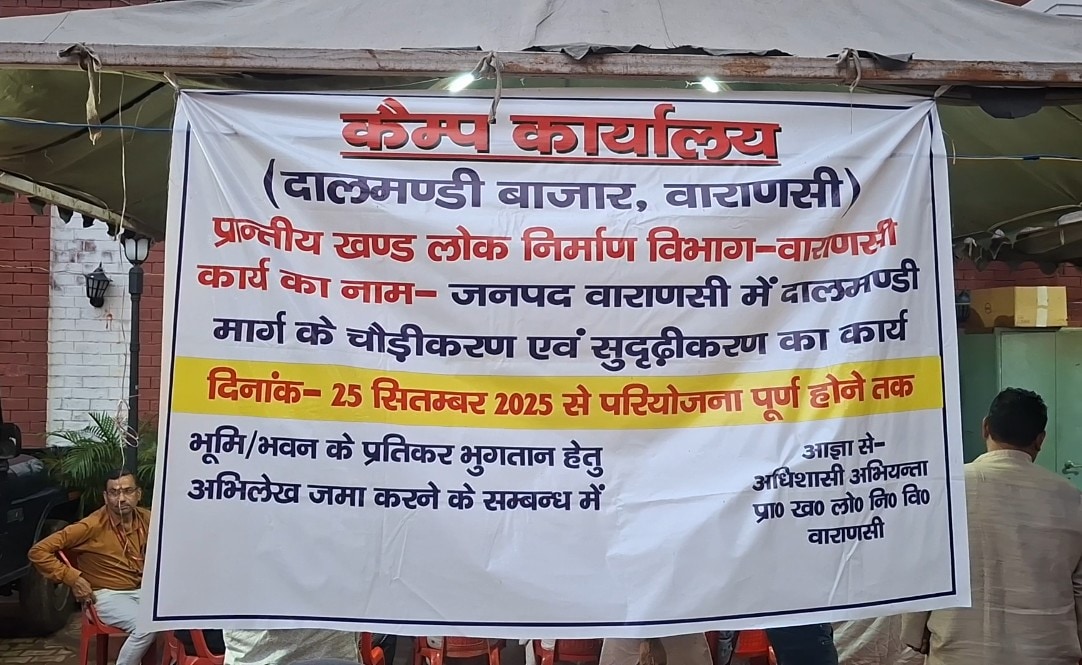 कैम्प कार्यालय
(दालमण्डी बाजार, वाराणसी)
प्रान्तीय खण्ड लोक निर्माण विभाग-वाराणसी
कार्य का नाम- जनपद वाराणसी में दालमण्डी
मार्ग के चौड़ीकरण एवं सुदृढ़ीकरण का कार्य
दिनांक- 25 सितम्बर 2025 से परियोजना पूर्ण होने तक
भूमि/भवन के प्रतिकर भुगतान हेतु
अभिलेख जमा करने के सम्बन्ध में
आज्ञा से-
अधिशासी अभियन्ता
प्रा० ख० लो० नि० वि०
वाराणसी